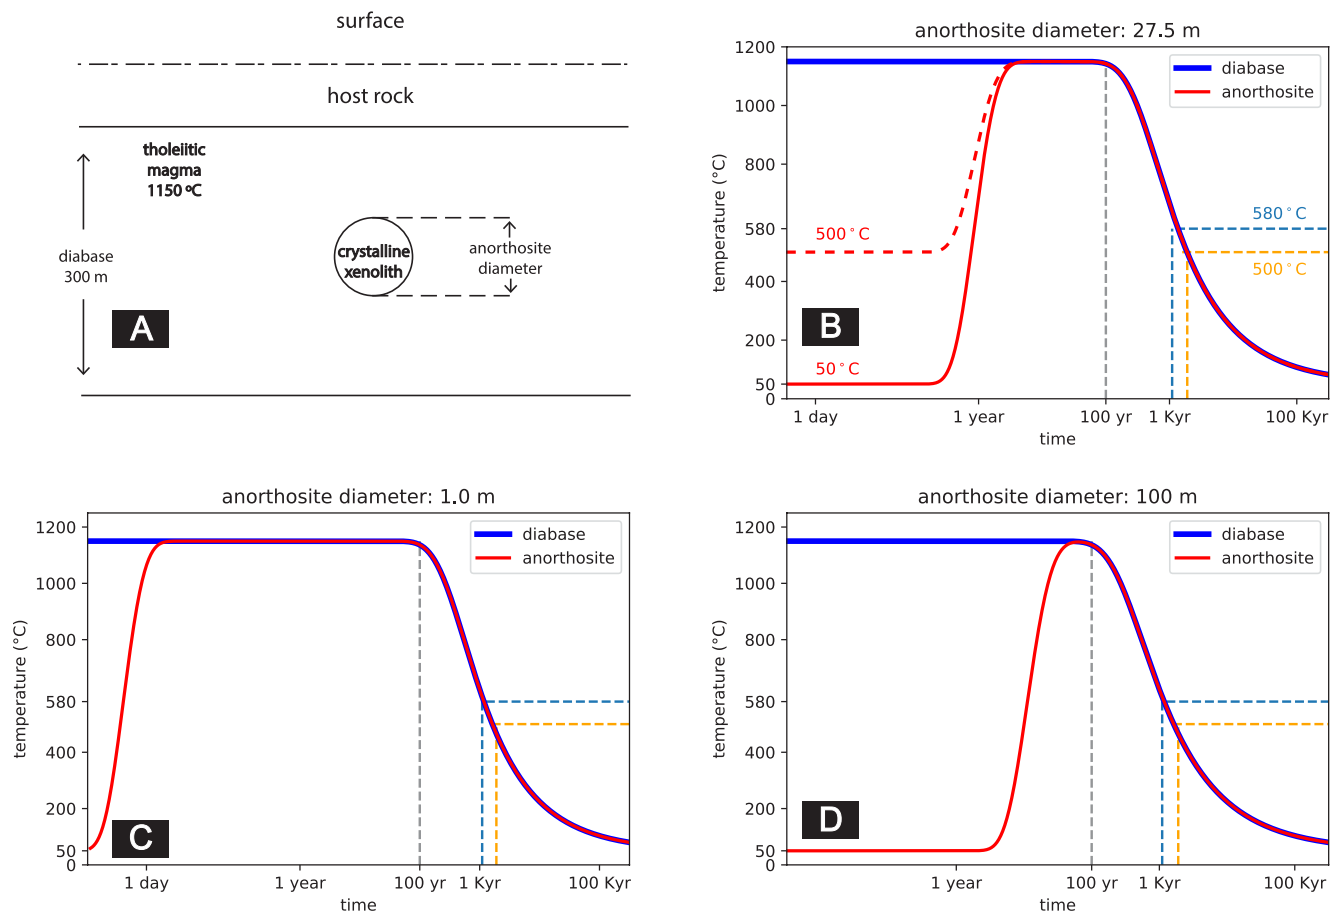 surface
host rock
tholeiitic
magma
1150 ºC
diabase
300 m
crystalline
xenolith
anorthosite
diameter
A
anorthosite diameter: 27.5 m
1200
1000
800
580
400
200
50
0
temperature (°C)
diabase
anorthosite
500°C
50°C
580°C
500°C
B
1 day
1 year
100 yr
1 Kyr
100 Kyr
time
anorthosite diameter: 1.0 m
1200
1000
800
580
400
200
50
0
temperature (°C)
diabase
anorthosite
C
1 day
1 year
100 yr
1 Kyr
100 Kyr
time
anorthosite diameter: 100 m
1200
1000
800
580
400
200
50
0
temperature (°C)
diabase
anorthosite
D
1 year
100 yr
1 Kyr
100 Kyr
time